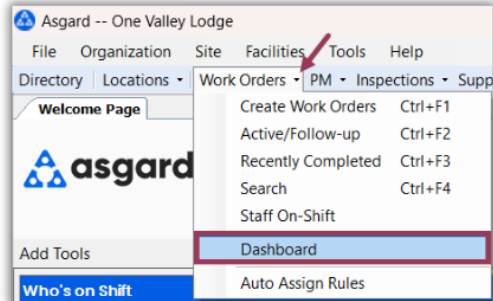 Asgard -- One Valley Lodge
File Organization Site Facilities Tools Help
Directory Locations Work Orders PM Inspections Supp
Welcome Page
Create Work Orders Ctrl+F1
Active/Follow-up Ctrl+F2
asgard
Recently Completed Ctrl+F3
Search Ctrl+F4
Staff On-Shift
Add Tools
Dashboard
Who's on Shift
Auto Assign Rules